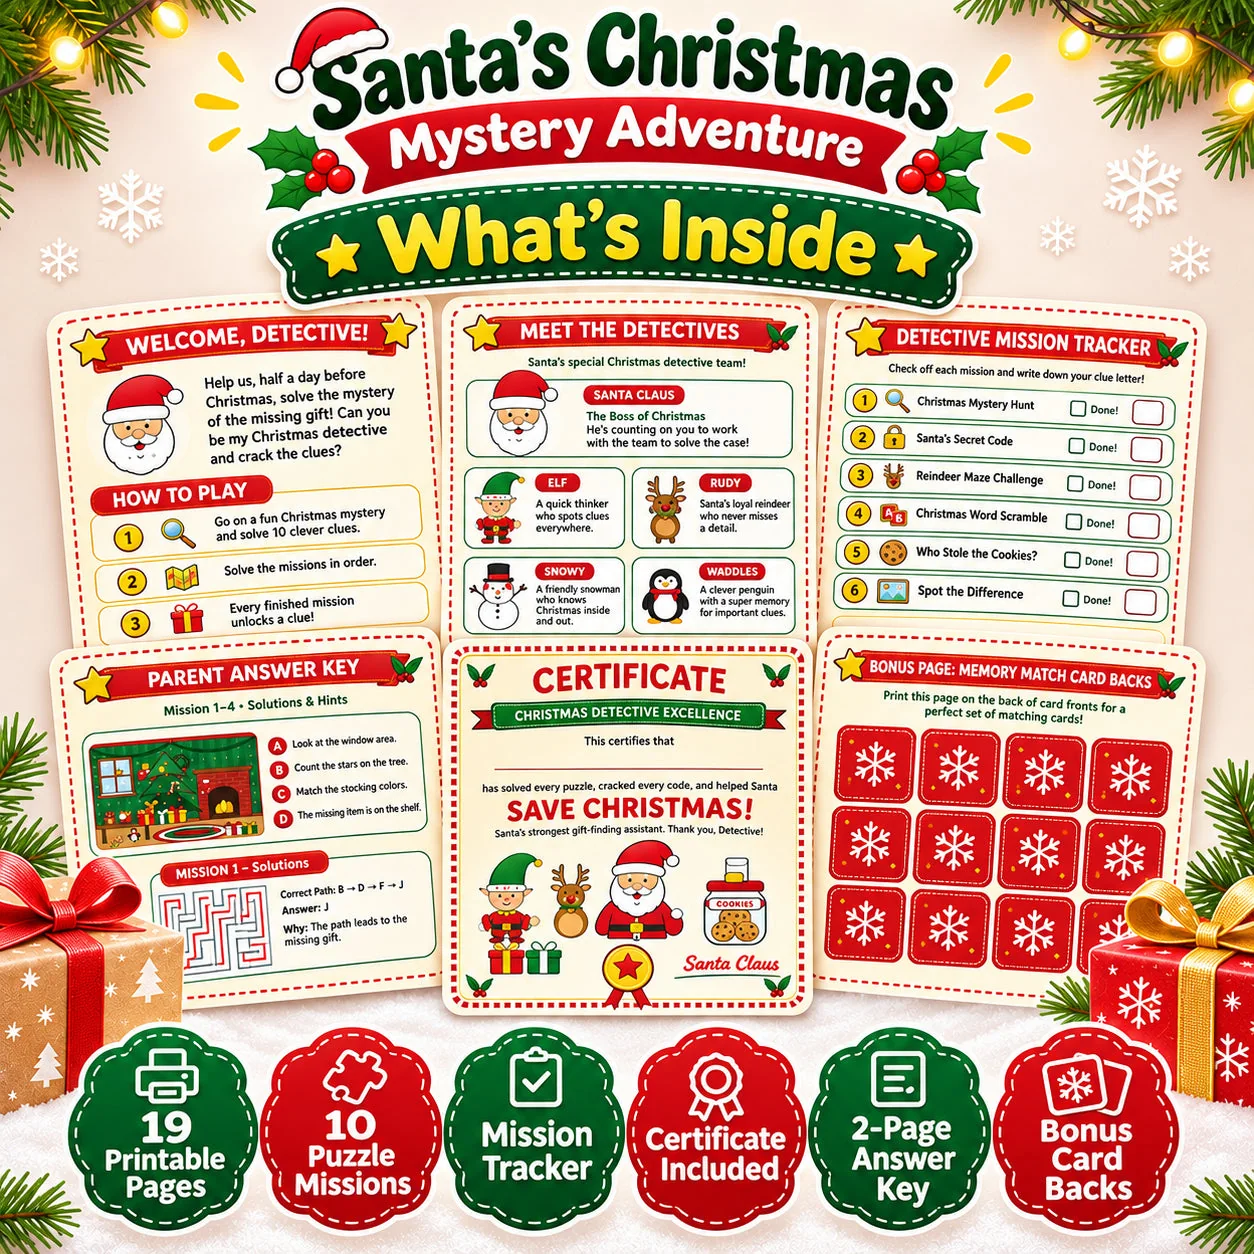 Santa's Christmas
Mystery Adventure
What's Inside
WELCOME, DETECTIVE!
Help us, half a day before
Christmas, solve the mystery
of the missing gift! Can you
be my Christmas detective
and crack the clues?
HOW TO PLAY
1
Go on a fun Christmas mystery
and solve 10 clever clues.
2
Solve the missions in order.
3
Every finished mission
unlocks a clue!
MEET THE DETECTIVES
Santa's special Christmas detective team!
SANTA CLAUS
The Boss of Christmas
He's counting on you to work
with the team to solve the case!
ELF
A quick thinker
who spots clues
everywhere.
RUDY
Santa's loyal reindeer
who never misses
a detail.
SNOWY
A friendly snowman
who knows
Christmas inside
and out.
WADDLES
A clever penguin
with a super memory
for important clues.
DETECTIVE MISSION TRACKER
Check off each mission and write down your clue letter!
1 Christmas Mystery Hunt Done!
2 Santa's Secret Code Done!
3 Reindeer Maze Challenge Done!
4 A B Christmas Word Scramble Done!
5 Who Stole the Cookies? Done!
6 Spot the Difference Done!
PARENT ANSWER KEY
Mission 1–4 • Solutions & Hints
A Look at the window area.
B Count the stars on the tree.
C Match the stocking colors.
D The missing item is on the shelf.
MISSION 1 – Solutions
Correct Path: B → D → F → J
Answer: J
Why: The path leads to the
missing gift.
CERTIFICATE
CHRISTMAS DETECTIVE EXCELLENCE
This certifies that
has solved every puzzle, cracked every code, and helped Santa
SAVE CHRISTMAS!
Santa's strongest gift-finding assistant. Thank you, Detective!
COOKIES
Santa Claus
BONUS PAGE: MEMORY MATCH CARD BACKS
Print this page on the back of card fronts for a
perfect set of matching cards!
19
Printable
Pages
10
Puzzle
Missions
Mission
Tracker
Certificate
Included
2-Page
Answer
Key
Bonus
Card
Backs